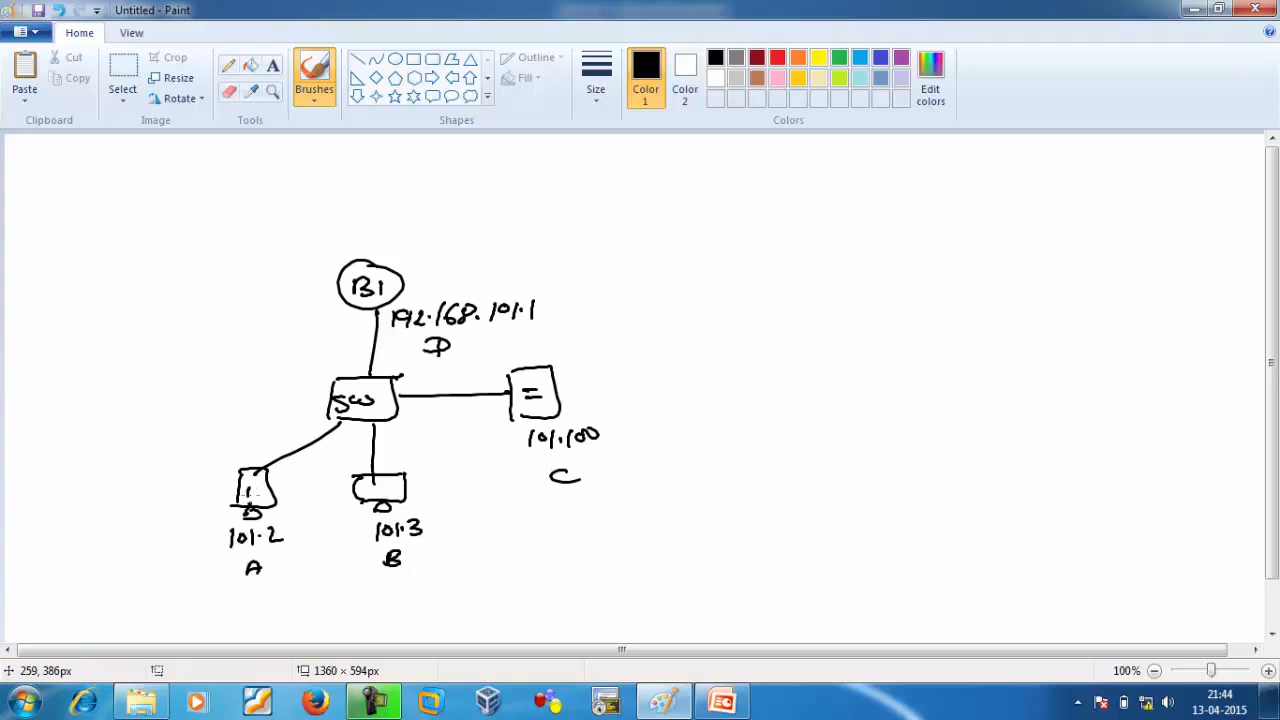 Untitled - Paint
Home
View
Paste
Cut
Copy
Clipboard
Select
Crop
Resize
Rotate
Image
Tools
Brushes
Shapes
Outline
Fill
Size
Color
1
Color
2
Colors
Edit
colors
192.168.101.1
D
SW
101.100
C
101.2
A
101.3
B
259, 386px
1360 × 594px
100%
21:44
13-04-2015